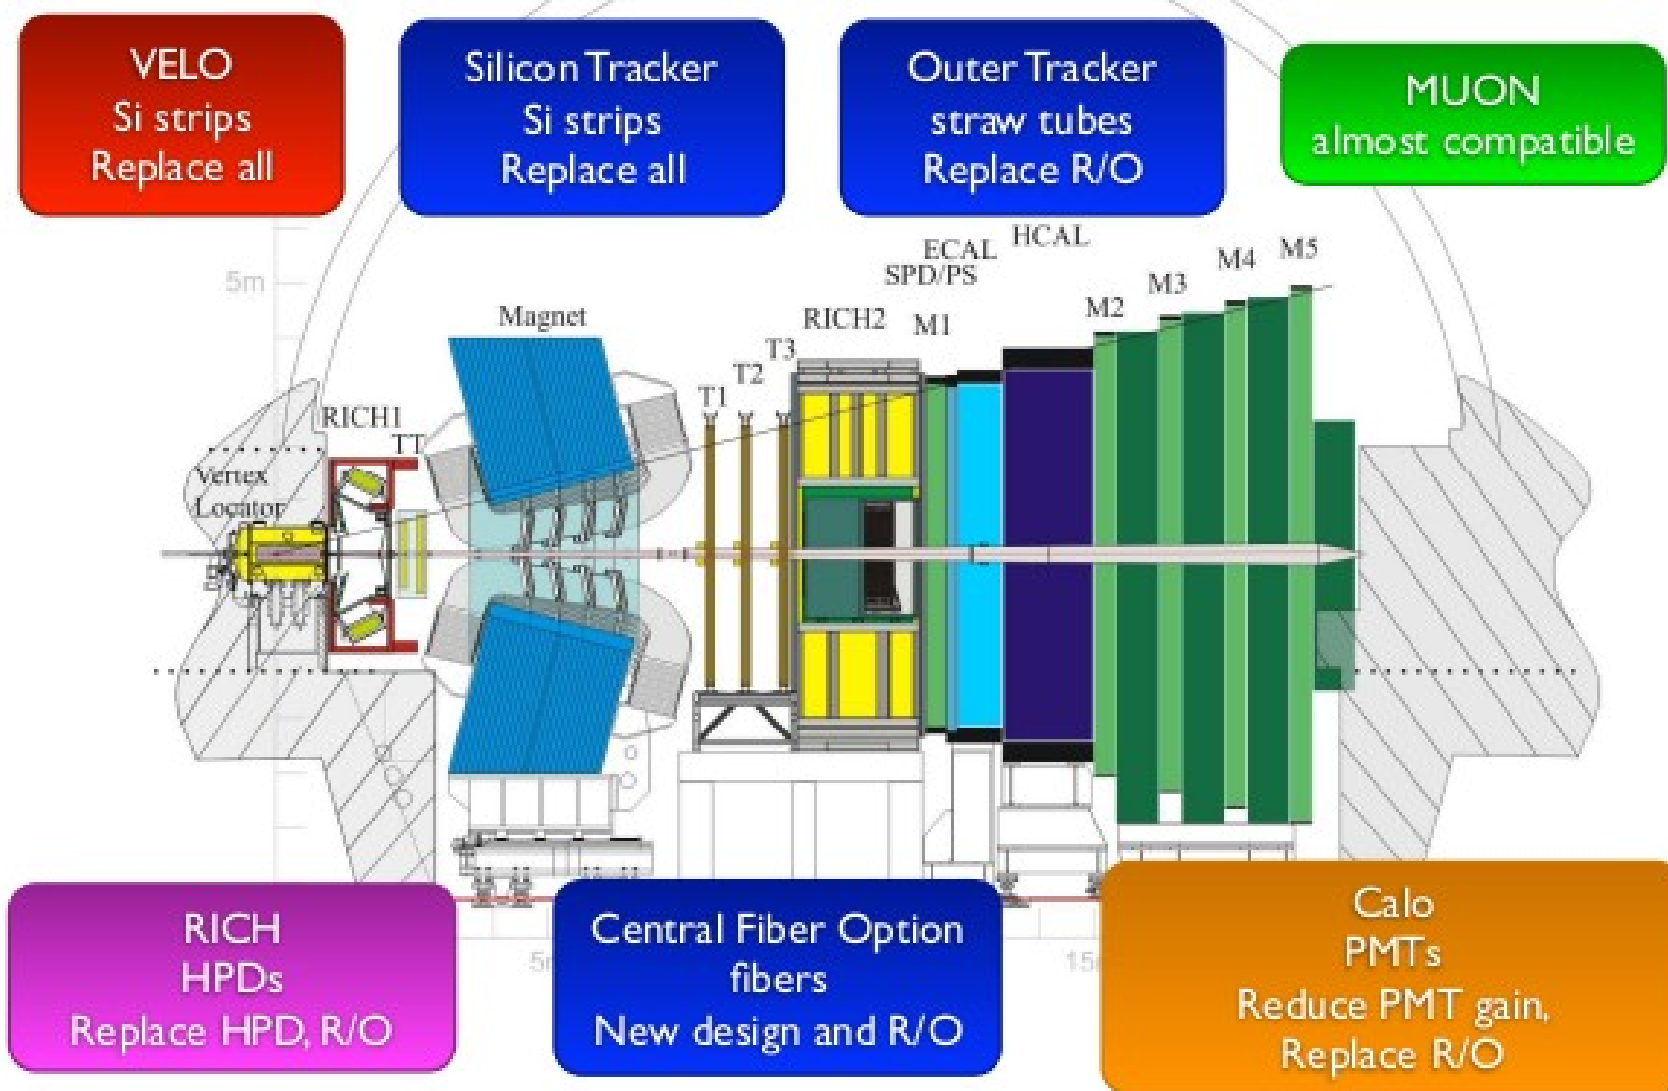 VELO
Si strips
Replace all
Silicon Tracker
Si strips
Replace all
Outer Tracker
straw tubes
Replace R/O
MUON
almost compatible
5m
Magnet
RICH1
TT
Vertex
Locator
T1
T2
T3
RICH2
M1
SPD/PS
ECAL
HCAL
M2
M3
M4
M5
RICH
HPDs
Replace HPD, R/O
Central Fiber Option
fibers
New design and R/O
Calo
PMTs
Reduce PMT gain,
Replace R/O